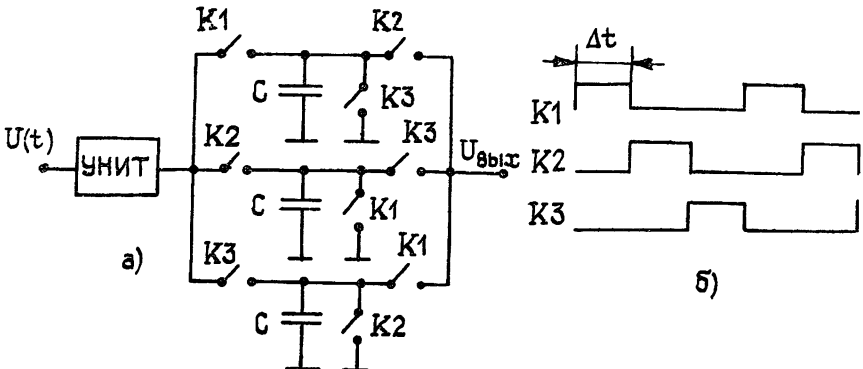 K1 K2
Δt
C K3
K1
U(t) K2 K3
УНИТ Uвых K2
C K1
K3
a)
K3 K1
б)
C K2